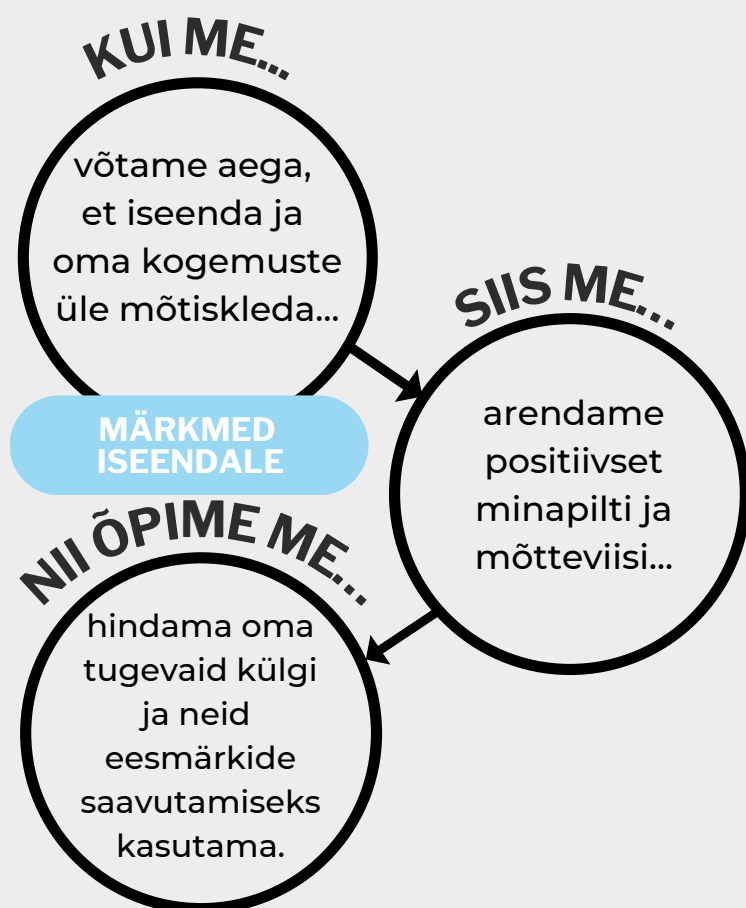 KUI ME...
võtame aega,
et iseenda ja
oma kogemuste
üle mõtiskleda...
SIIS ME...
arendame
positiivset
minapilti ja
mõtteviisi...
MÄRKMED
ISEENDALE
NII ÕPIME ME...
hindama oma
tugevaid külgi
ja neid
eesmärkide
saavutamiseks
kasutama.